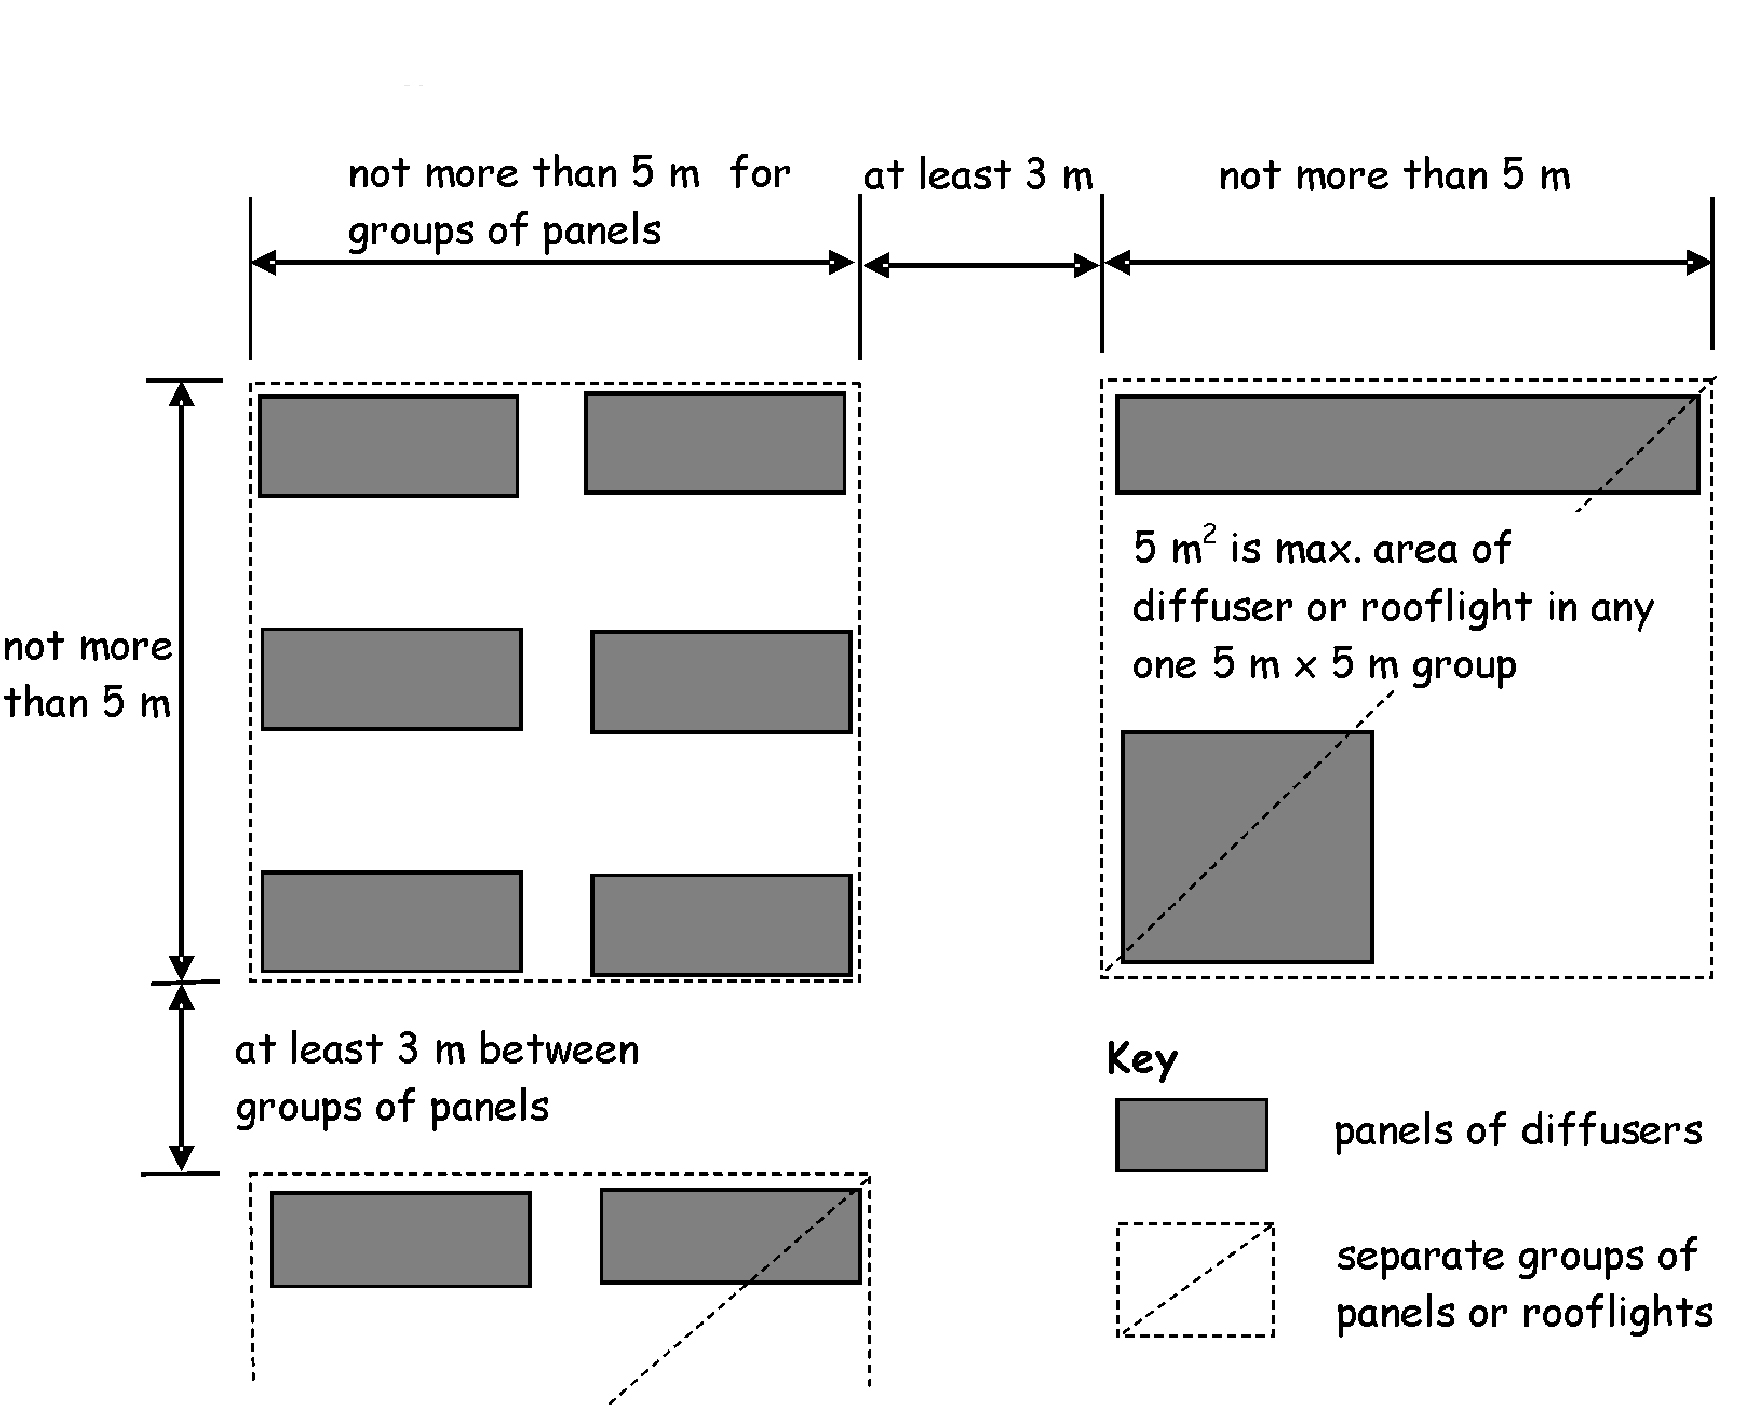 not more than 5 m for
groups of panels
at least 3 m
not more than 5 m
not more
than 5 m
5 m² is max. area of
diffuser or rooflight in any
one 5 m x 5 m group
at least 3 m between
groups of panels
Key
panels of diffusers
separate groups of
panels or rooflights